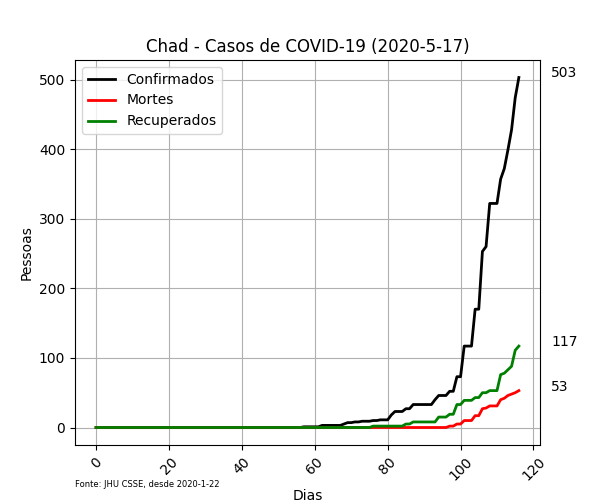 Chad - Casos de COVID-19 (2020-5-17)
Confirmados
Mortes
Recuperados
503
117
53
Pessoas
500
400
300
200
100
0
0
20
40
60
80
100
120
Fonte: JHU CSSE, desde 2020-1-22
Dias